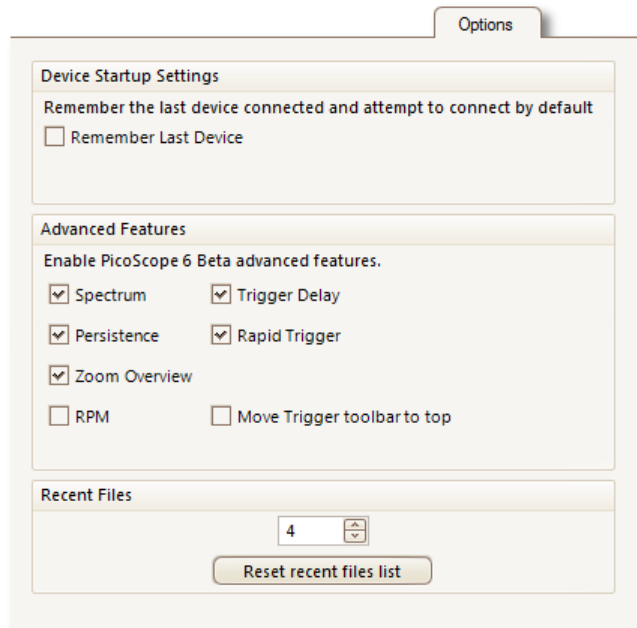 Options
Device Startup Settings
Remember the last device connected and attempt to connect by default
Remember Last Device
Advanced Features
Enable PicoScope 6 Beta advanced features.
Spectrum Trigger Delay
Persistence Rapid Trigger
Zoom Overview
RPM Move Trigger toolbar to top
Recent Files
4
Reset recent files list